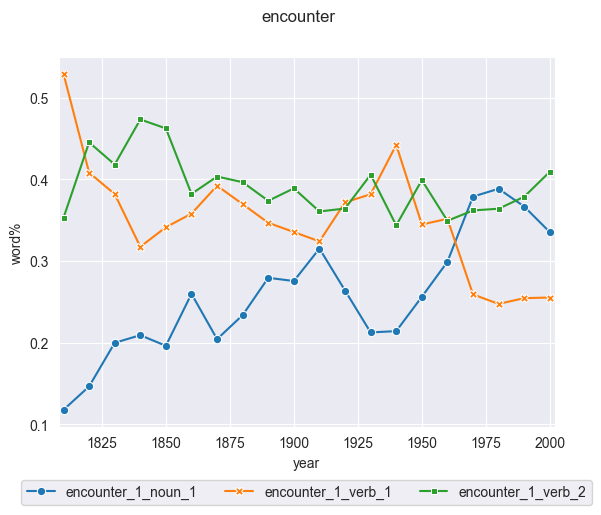 encounter
0.5
0.4
0.3
0.2
0.1
word%
1825 1850 1875 1900 1925 1950 1975 2000
year
encounter_1_noun_1 encounter_1_verb_1 encounter_1_verb_2